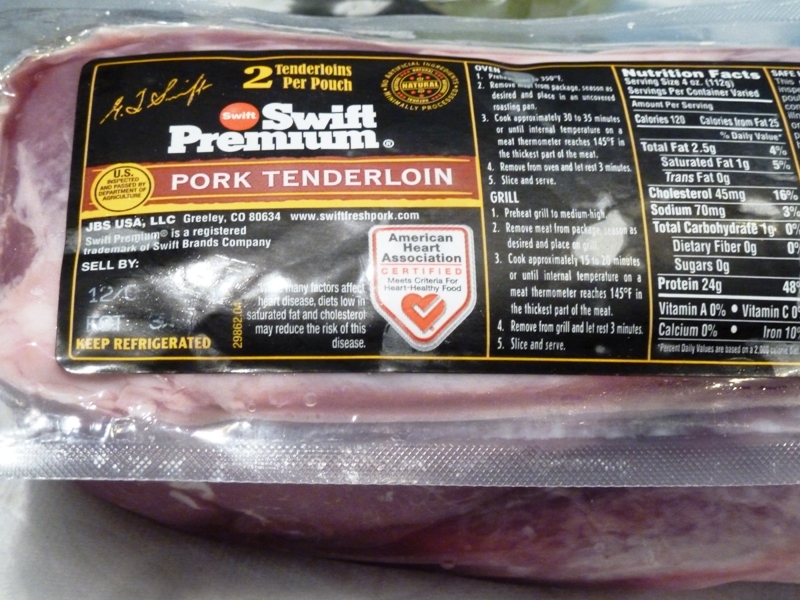 G. F. Swift
2 Tenderloins
Per Pouch
NO ARTIFICIAL INGREDIENTS
NATURAL
MINIMALLY PROCESSED
Swift
Swift
Premium®
U.S.
INSPECTED
AND PASSED BY
DEPARTMENT OF
AGRICULTURE
PORK TENDERLOIN
JBS USA, LLC Greeley, CO 80634 www.swiftfreshpork.com
Swift Premium® is a registered
trademark of Swift Brands Company
SELL BY:
KEEP REFRIGERATED
many factors affect
heart disease, diets low in
saturated fat and cholesterol
may reduce the risk of this
disease.
American
Heart
Association
CERTIFIED
Meets Criteria For
Heart-Healthy Food
OVEN
1. 350°F.
2. Remove meat from package, season as
desired and place in an uncovered
roasting pan.
3. Cook approximately 30 to 35 minutes
or until internal temperature on a
meat thermometer reaches 145°F in
the thickest part of the meat.
4. Remove from oven and let rest 3 minutes.
5. Slice and serve.
GRILL
1. Preheat grill to medium-high.
2. Remove meat from package, season as
desired and place on
3. Cook approximately 15 to 20 minutes
or until internal temperature on a
meat thermometer reaches 145°F in
the thickest part of the meat.
4. Remove from grill and let rest 3 minutes.
5. Slice and serve.
Nutrition Facts
Serving Size 4 oz. (112g)
Servings Per Container Varied
Amount Per Serving
Calories 120 Calories from Fat 25
% Daily Value*
Total Fat 2.5g 4%
Saturated Fat 1g 5%
Trans Fat 0g
Cholesterol 45mg 16%
Sodium 70mg 3%
Total Carbohydrate 1g 0%
Dietary Fiber 0g 0%
Sugars 0g
Protein 24g 48
Vitamin A 0% • Vitamin C 0
Calcium 0% • Iron 10
*Percent Daily Values are based on a 2,000 calorie
SAFE